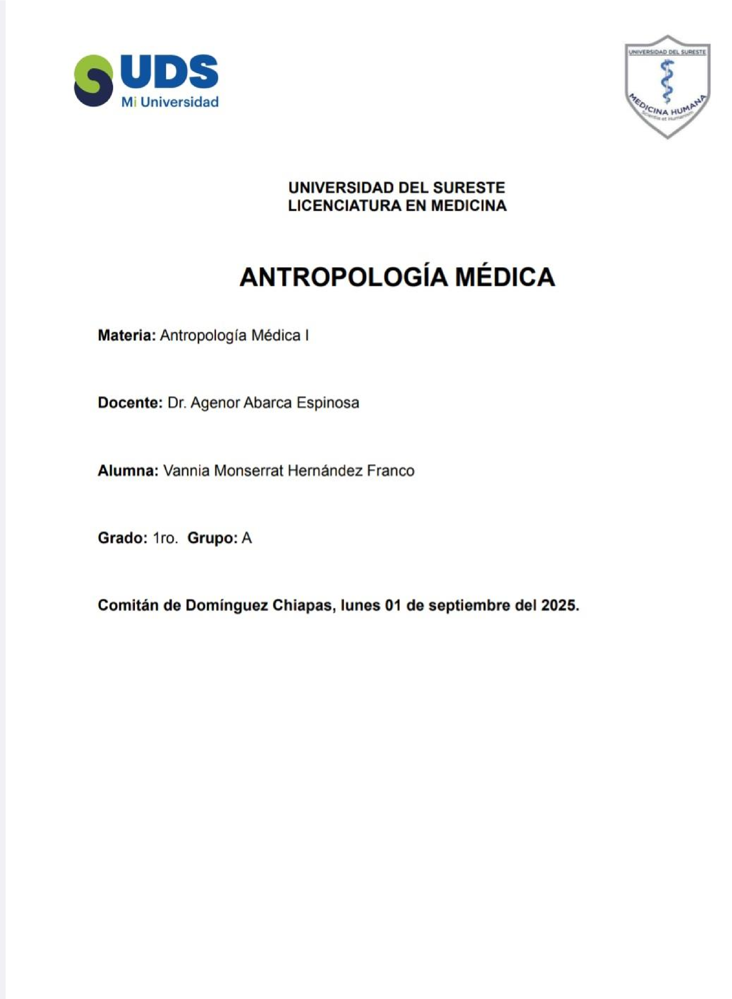 UDS
Mi Universidad
UNIVERSIDAD DEL SURESTE
MEDICINA HUMANA
Scientia et Humanism
UNIVERSIDAD DEL SURESTE
LICENCIATURA EN MEDICINA
ANTROPOLOGÍA MÉDICA
Materia: Antropología Médica I
Docente: Dr. Agenor Abarca Espinosa
Alumna: Vannia Monserrat Hernández Franco
Grado: 1ro. Grupo: A
Comitán de Domínguez Chiapas, lunes 01 de septiembre del 2025.